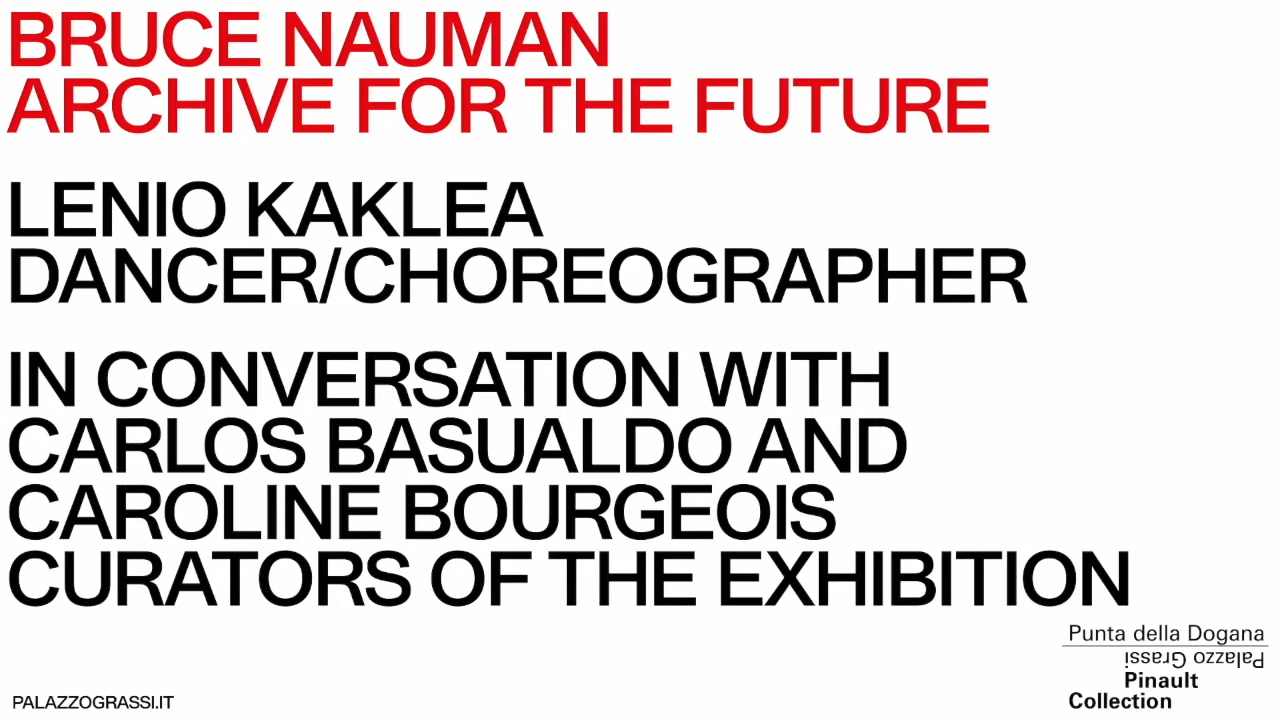 BRUCE NAUMAN
ARCHIVE FOR THE FUTURE
LENIO KAKLEA
DANCER/CHOREOGRAPHER
IN CONVERSATION WITH
CARLOS BASUALDO AND
CAROLINE BOURGEOIS
CURATORS OF THE EXHIBITION
Punta della Dogana
Palazzo Grassi
Pinault
Collection
PALAZZOGRASSI.IT